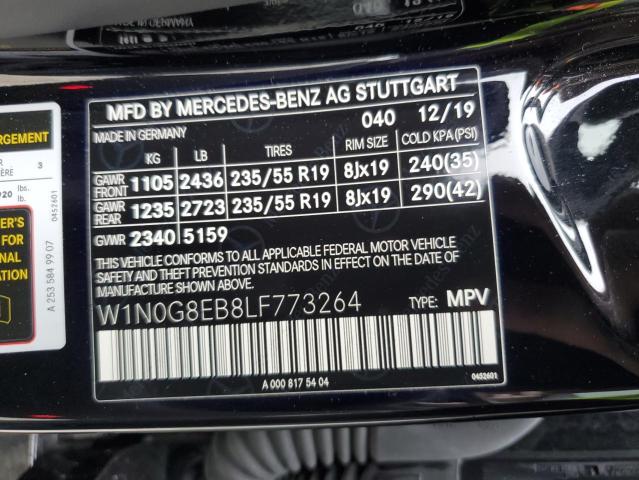 MFD BY MERCEDES-BENZ AG STUTTGART
MADE IN GERMANY 040 12/19
KG LB TIRES RIM SIZE COLD KPA(PSI)
GAWR FRONT 1105 2436 235/55 R19 8Jx19 240(35)
GAWR REAR 1235 2723 235/55 R19 8Jx19 290(42)
GVWR 2340 5159
THIS VEHICLE CONFORMS TO ALL APPLICABLE FEDERAL MOTOR VEHICLE
SAFETY AND THEFT PREVENTION STANDARDS IN EFFECT ON THE DATE OF
MANUFACTURE SHOWN ABOVE.
W1N0G8EB8LF773264 TYPE: MPV
A 000 817 54 04 0452601
3
920 lbs.
lb.
0452601
A 253 584 99 07